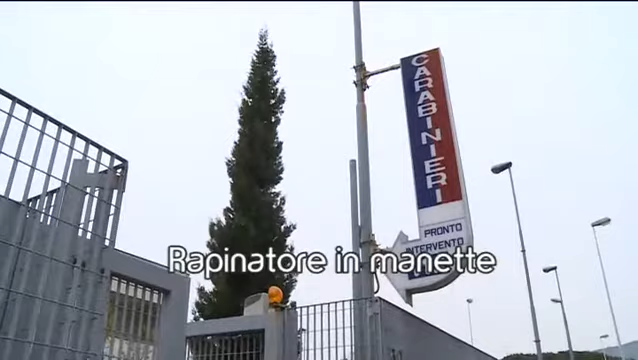 CARABINIERI
PRONTO
INTERVENTO
Rapinatore in manette